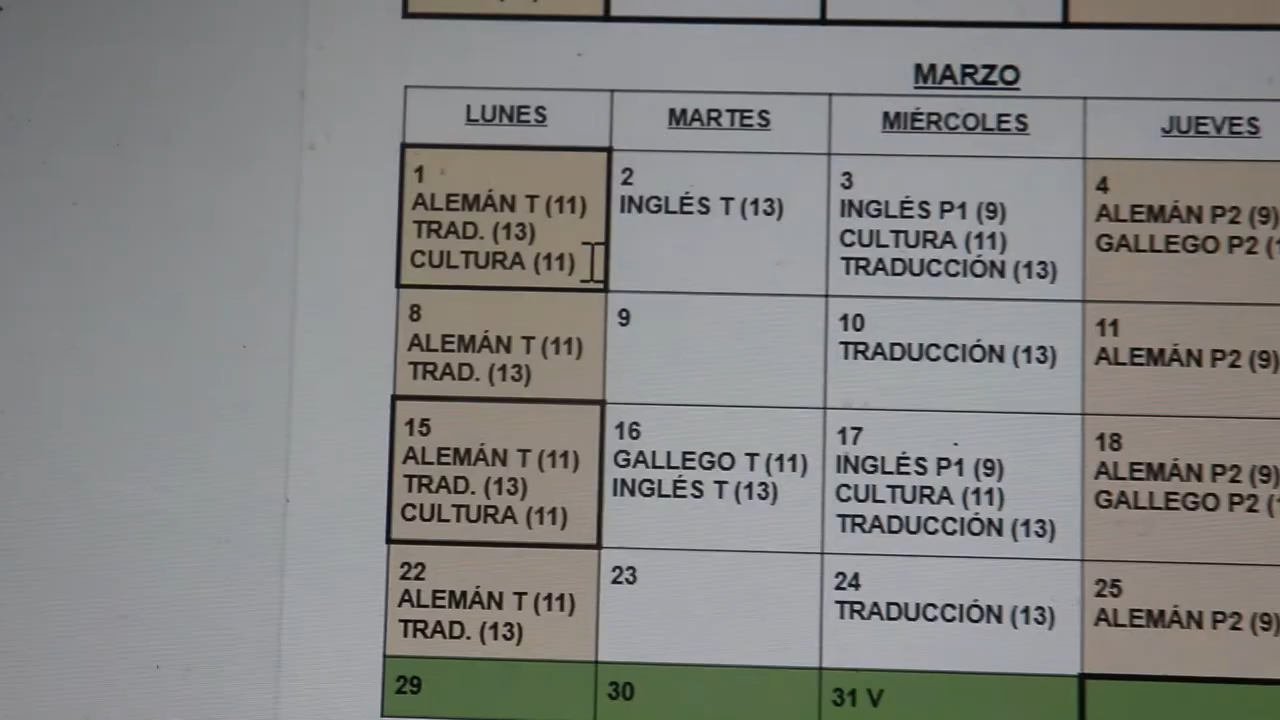 MARZO
LUNES
MARTES
MIÉRCOLES
JUEVES
1
ALEMÁN T (11)
TRAD. (13)
CULTURA (11)
2
INGLÉS T (13)
3
INGLÉS P1 (9)
CULTURA (11)
TRADUCCIÓN (13)
4
ALEMÁN P2 (9)
GALLEGO P2
8
ALEMÁN T (11)
TRAD. (13)
9
10
TRADUCCIÓN (13)
11
ALEMÁN P2 (9)
15
ALEMÁN T (11)
TRAD. (13)
CULTURA (11)
16
GALLEGO T (11)
INGLÉS T (13)
17
INGLÉS P1 (9)
CULTURA (11)
TRADUCCIÓN (13)
18
ALEMÁN P2 (9)
GALLEGO P2
22
ALEMÁN T (11)
TRAD. (13)
23
24
TRADUCCIÓN (13)
25
ALEMÁN P2 (9)
29
30
31 V